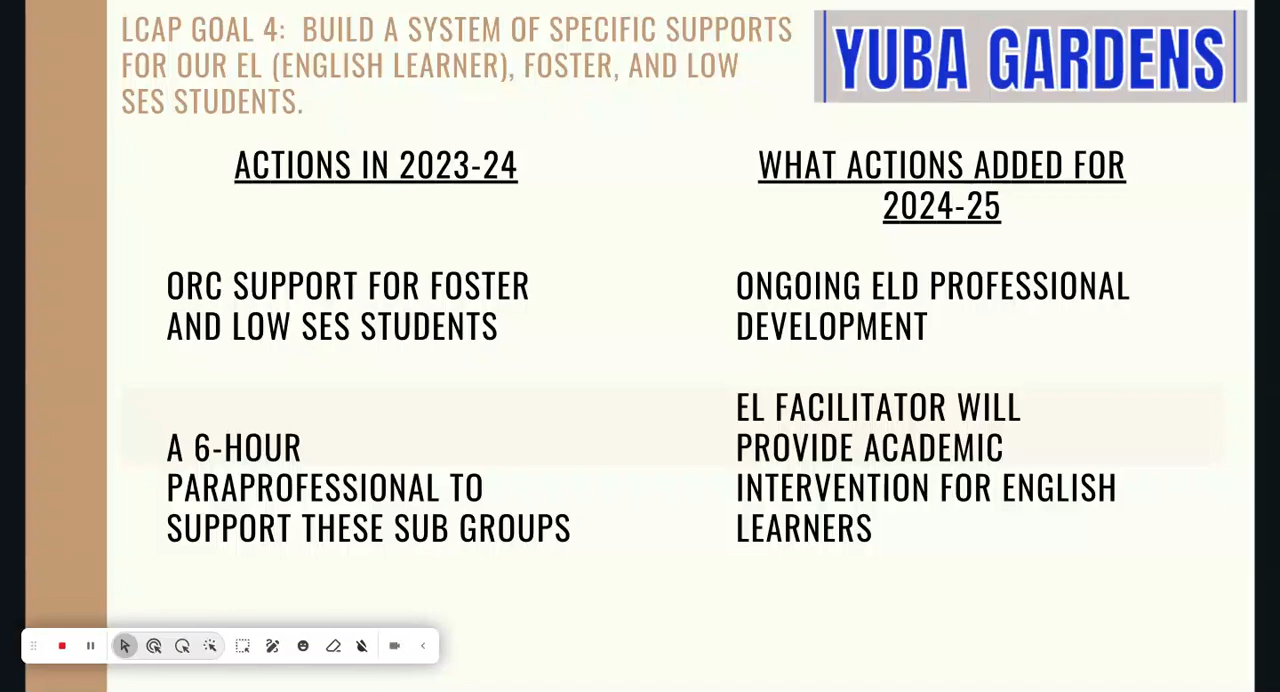 LCAP GOAL 4: BUILD A SYSTEM OF SPECIFIC SUPPORTS
FOR OUR EL (ENGLISH LEARNER), FOSTER, AND LOW
SES STUDENTS.
YUBA GARDENS
ACTIONS IN 2023-24
ORC SUPPORT FOR FOSTER
AND LOW SES STUDENTS
A 6-HOUR
PARAPROFESSIONAL TO
SUPPORT THESE SUB GROUPS
WHAT ACTIONS ADDED FOR
2024-25
ONGOING ELD PROFESSIONAL
DEVELOPMENT
EL FACILITATOR WILL
PROVIDE ACADEMIC
INTERVENTION FOR ENGLISH
LEARNERS